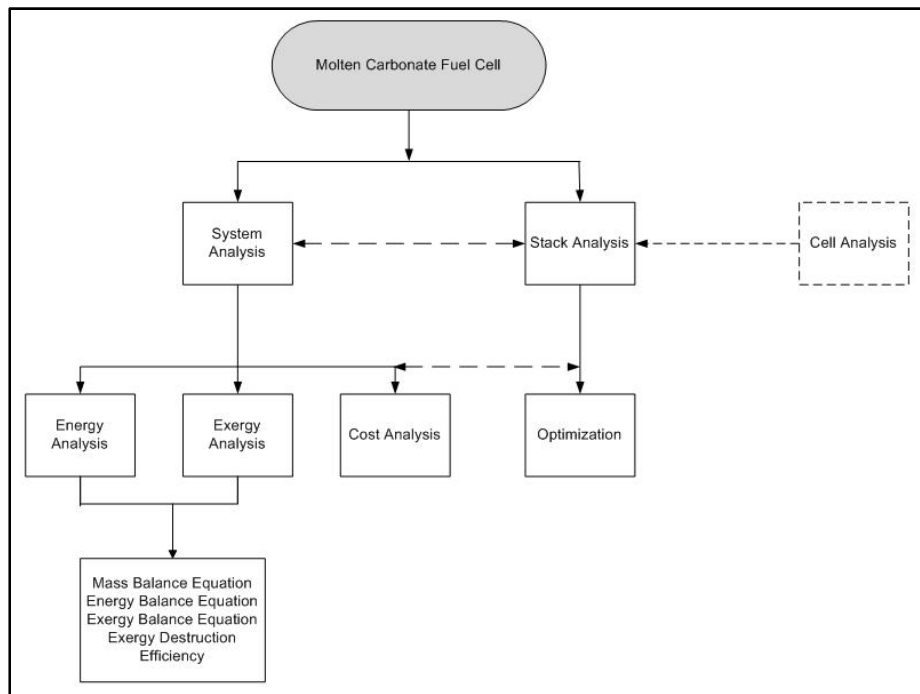 Molten Carbonate Fuel Cell
System
Analysis
Stack Analysis
Cell Analysis
Energy
Analysis
Exergy
Analysis
Cost Analysis
Optimization
Mass Balance Equation
Energy Balance Equation
Exergy Balance Equation
Exergy Destruction
Efficiency